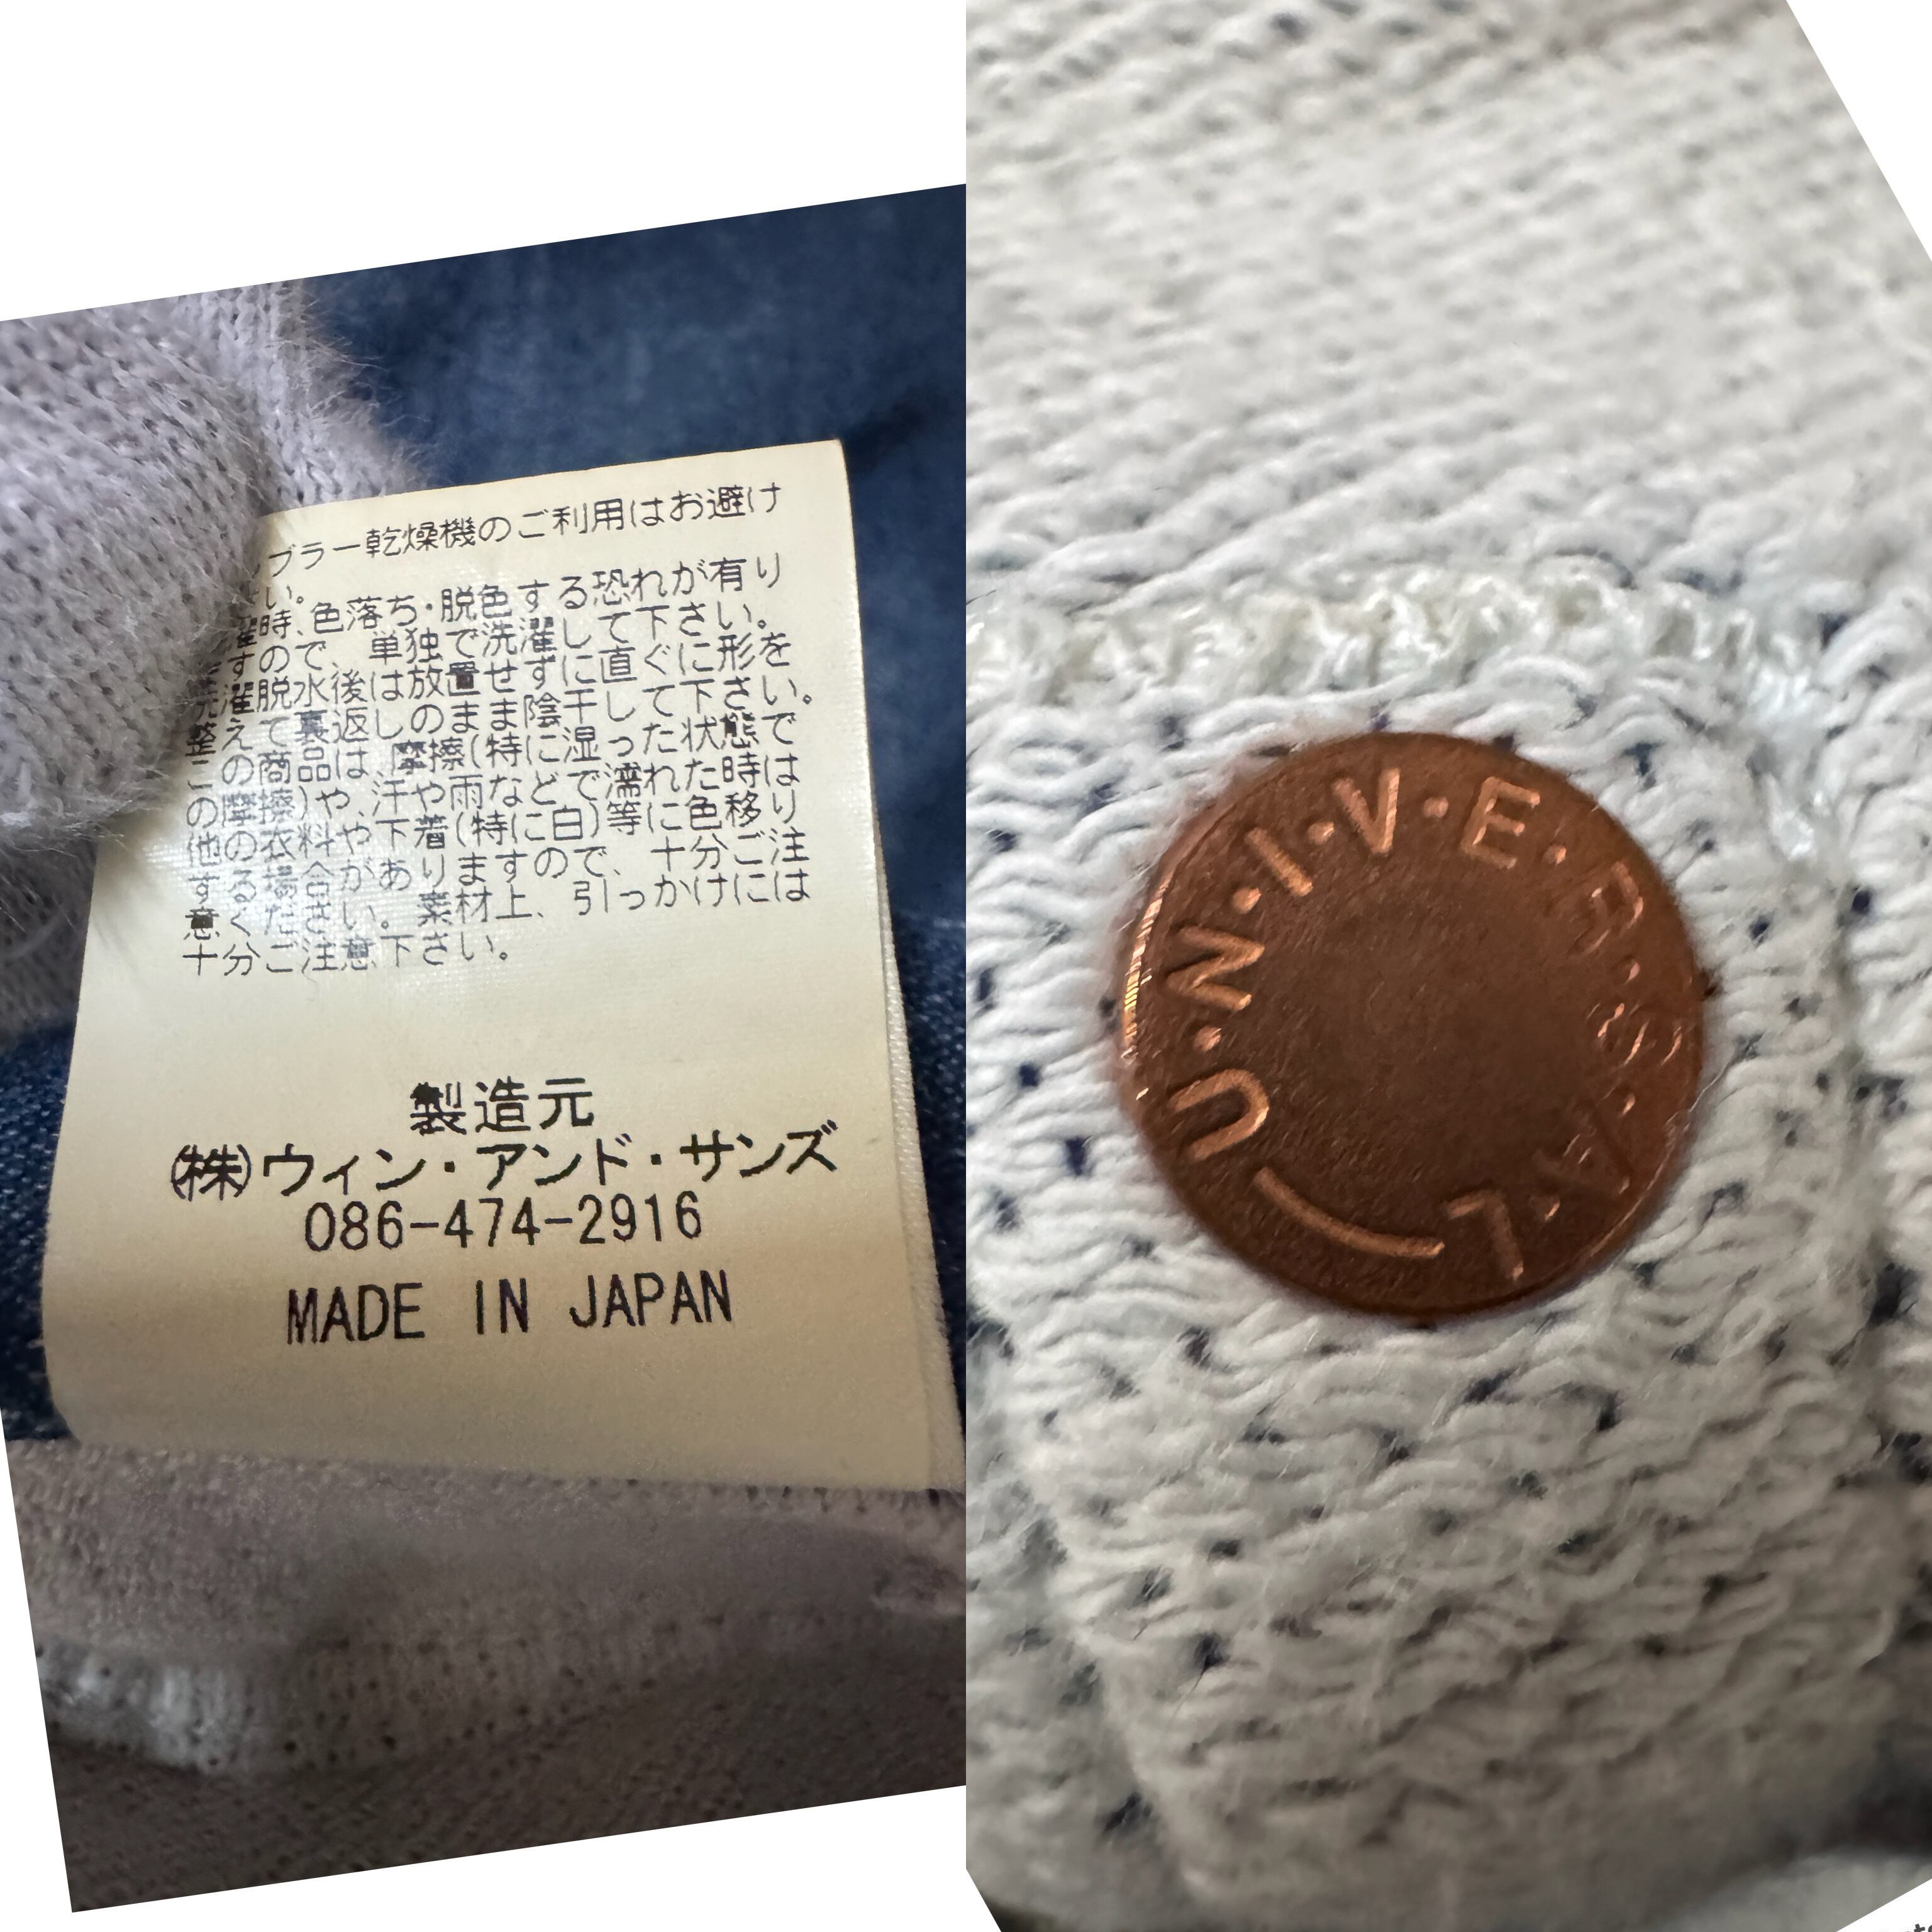 ブラー乾燥機のご利用はお避け
い。
濯時、色落ち・脱色する恐れが有り
すので、単独で洗濯して下さい。
洗濯脱水後は放置せずに直ぐに形を
整えて裏返しのまま陰干して下さい。
この商品は、摩擦(特に湿った状態で
の摩擦)や、汗や雨などで濡れた時は
他の衣料や下着(特に白)等に色移り
する場合がありますので、十分ご注
意ください。素材上、引っかけには
十分ご注意下さい。
製造元
㈱ウィン・アンド・サンズ
086-474-2916
MADE IN JAPAN
U・N・I・V・E・R・S・A・L